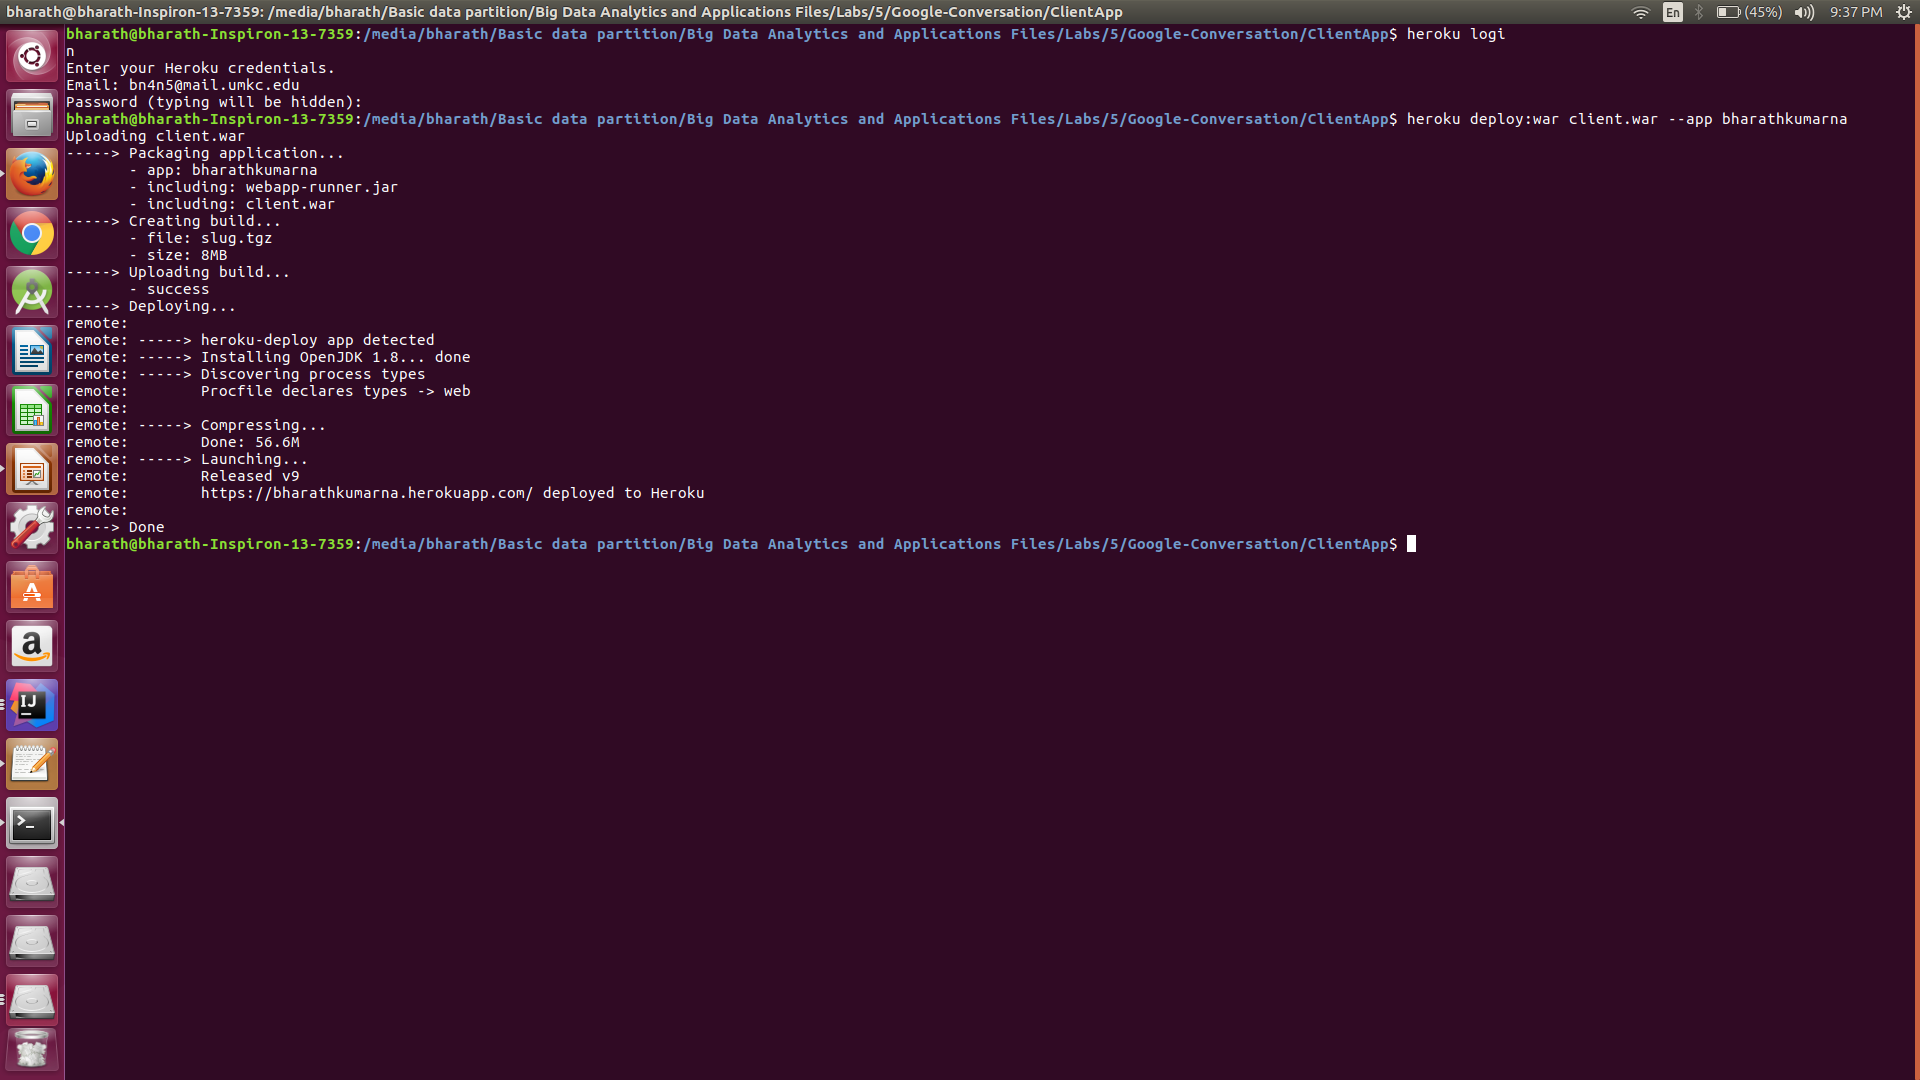 bharath@bharath-Inspiron-13-7359: /media/bharath/Basic data partition/Big Data Analytics and Applications Files/Labs/5/Google-Conversation/ClientApp
En
(45%)
9:37 PM
bharath@bharath-Inspiron-13-7359:/media/bharath/Basic data partition/Big Data Analytics and Applications Files/Labs/5/Google-Conversation/ClientApp$ heroku logi
n
Enter your Heroku credentials.
Email: bn4n5@mail.umkc.edu
Password (typing will be hidden):
bharath@bharath-Inspiron-13-7359:/media/bharath/Basic data partition/Big Data Analytics and Applications Files/Labs/5/Google-Conversation/ClientApp$ heroku deploy:war client.war --app bharathkumarna
Uploading client.war
-----> Packaging application...
       - app: bharathkumarna
       - including: webapp-runner.jar
       - including: client.war
-----> Creating build...
       - file: slug.tgz
       - size: 8MB
-----> Uploading build...
       - success
-----> Deploying...
remote:
remote: -----> heroku-deploy app detected
remote: -----> Installing OpenJDK 1.8... done
remote: -----> Discovering process types
remote:        Procfile declares types -> web
remote:
remote: -----> Compressing...
remote:        Done: 56.6M
remote: -----> Launching...
remote:        Released v9
remote:        https://bharathkumarna.herokuapp.com/ deployed to Heroku
remote:
-----> Done
bharath@bharath-Inspiron-13-7359:/media/bharath/Basic data partition/Big Data Analytics and Applications Files/Labs/5/Google-Conversation/ClientApp$
A
a
IJ
>_